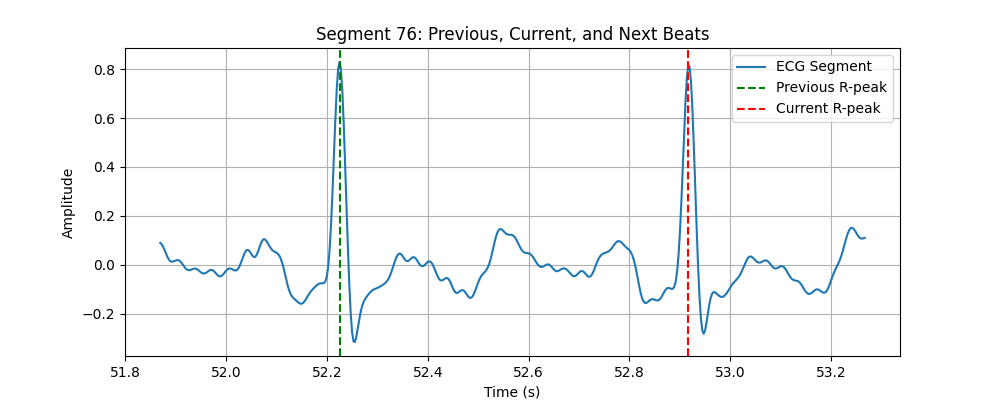 Segment 76: Previous, Current, and Next Beats
ECG Segment
Previous R-peak
Current R-peak
Amplitude
0.8
0.6
0.4
0.2
0.0
−0.2
51.8 52.0 52.2 52.4 52.6 52.8 53.0 53.2
Time (s)